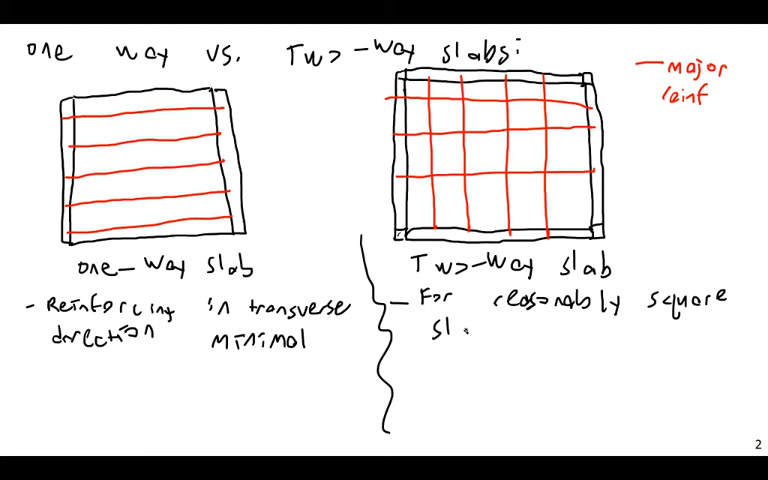 one way vs. Two-way slabs:
— major
reinf
one-way slab
Two-way slab
- Reinforcing in transverse
direction minimal
— For reasonably square
sl
2